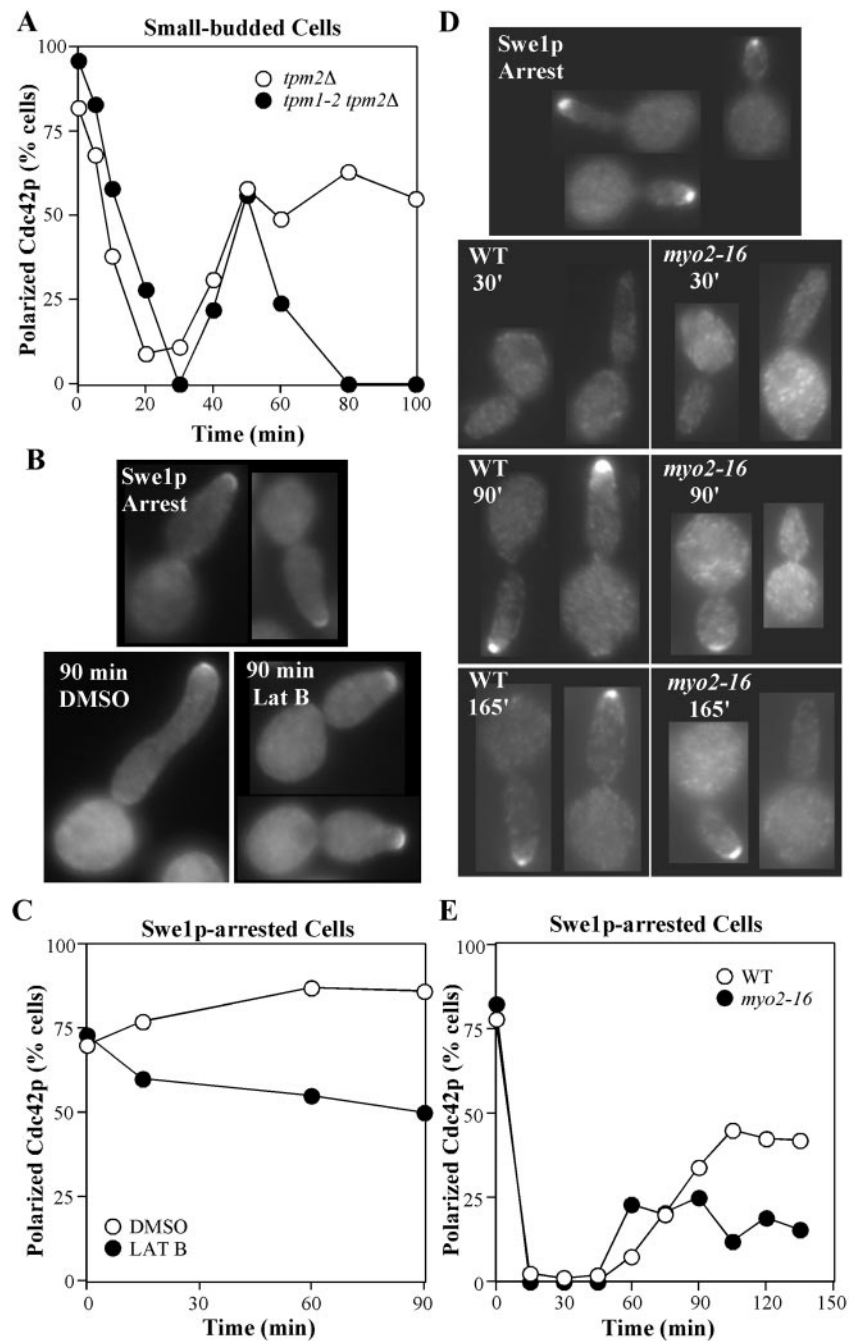 A
Small-budded Cells
Polarized Cdc42p (% cells)
100
75
50
25
0
tpm2Δ
tpm1-2 tpm2Δ
0 20 40 60 80 100
Time (min)
B
Swe1p
Arrest
90 min
DMSO
90 min
Lat B
C
Swe1p-arrested Cells
Polarized Cdc42p (% cells)
100
75
50
25
0
DMSO
LAT B
0 30 60 90
Time (min)
D
Swe1p
Arrest
WT
30'
myo2-16
30'
WT
90'
myo2-16
90'
WT
165'
myo2-16
165'
E
Swe1p-arrested Cells
Polarized Cdc42p (% cells)
100
75
50
25
0
WT
myo2-16
0 30 60 90 120 150
Time (min)